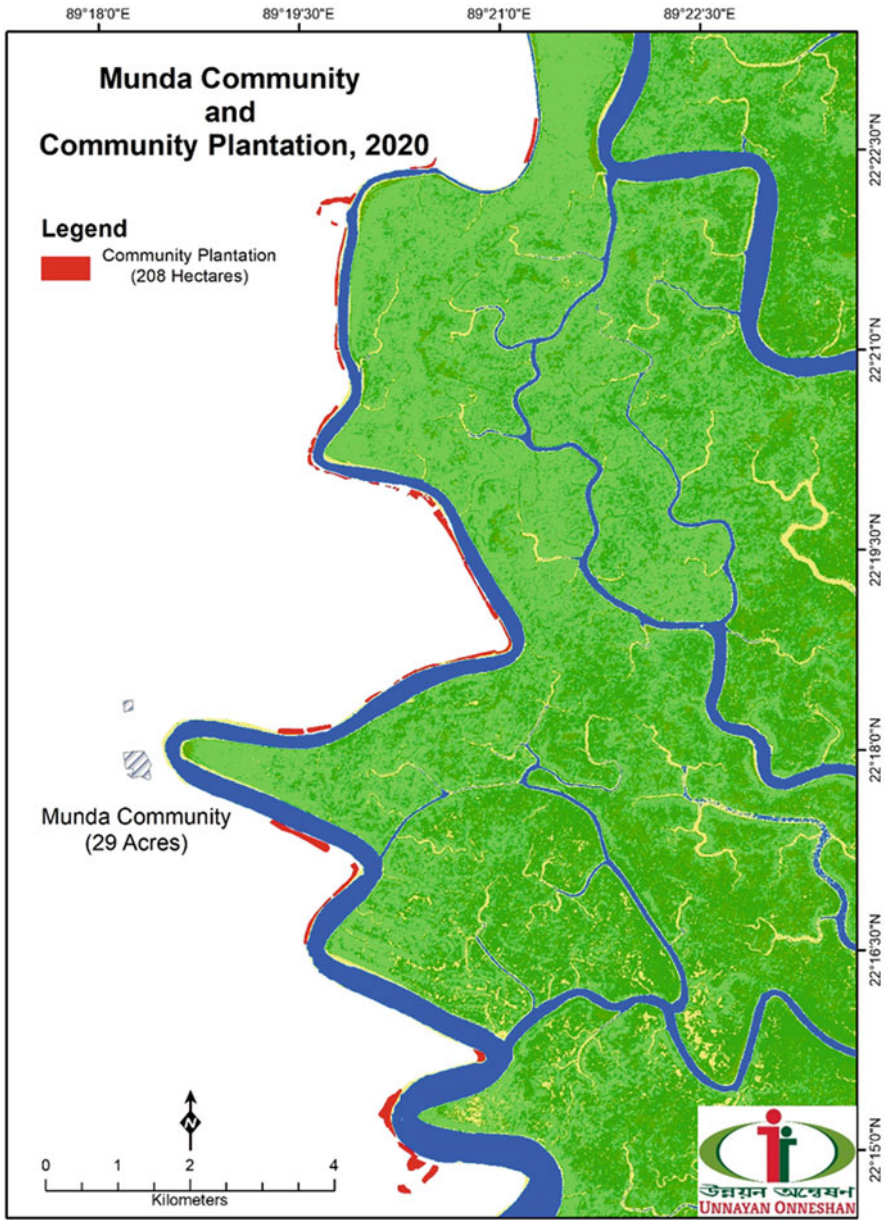 89°18'0"E 89°19'30"E 89°21'0"E 89°22'30"E
Munda Community
and
Community Plantation, 2020
Legend
Community Plantation
(208 Hectares)
22°22'30"N
22°21'0"N
22°19'30"N
22°18'0"N
22°16'30"N
22°15'0"N
Munda Community
(29 Acres)
N
0 1 2 4
Kilometers
উন্নয়ন অন্বেষণ
UNNAYAN ONNESHAN